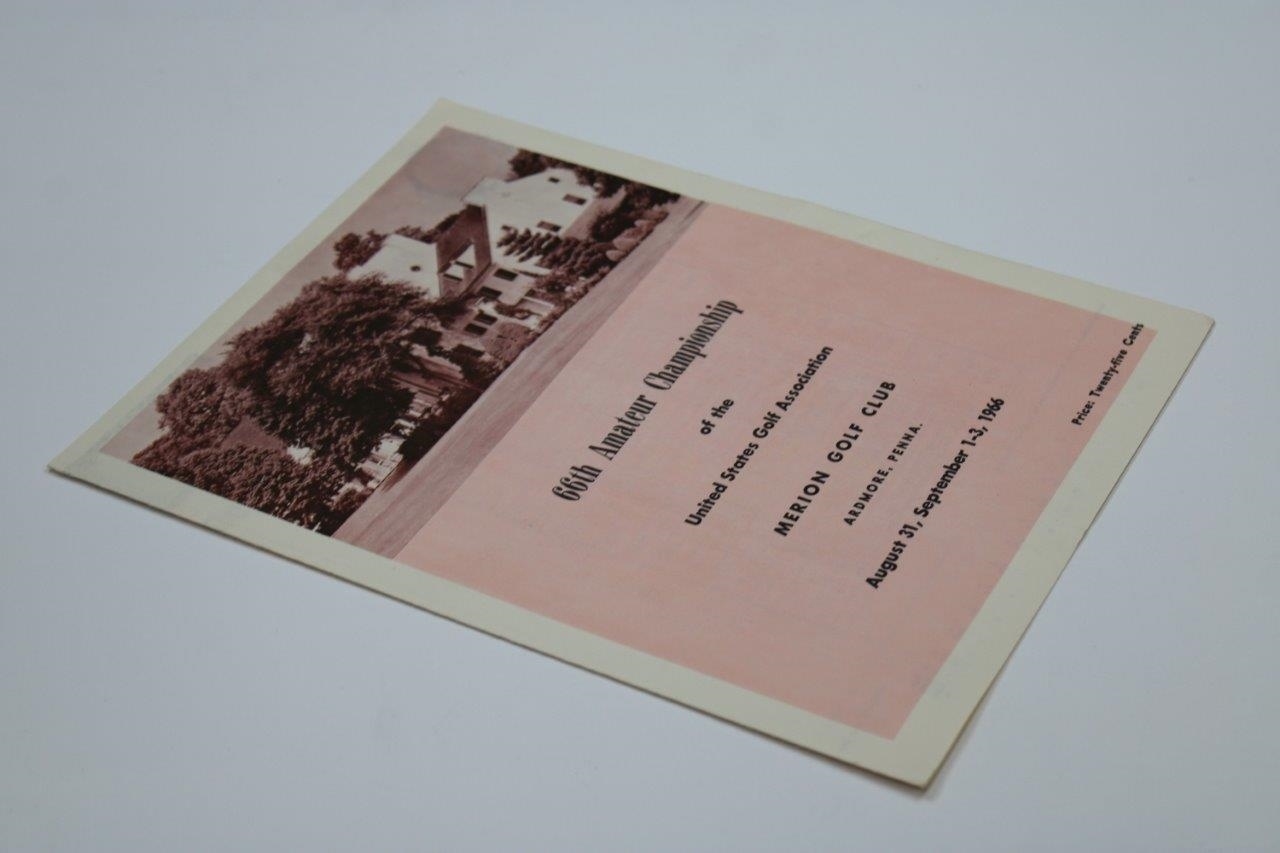 66th Amateur Championship
of the
United States Golf Association
MERION GOLF CLUB
ARDMORE, PENNA.
August 31, September 1-3, 1966
Price: Twenty-five Cents